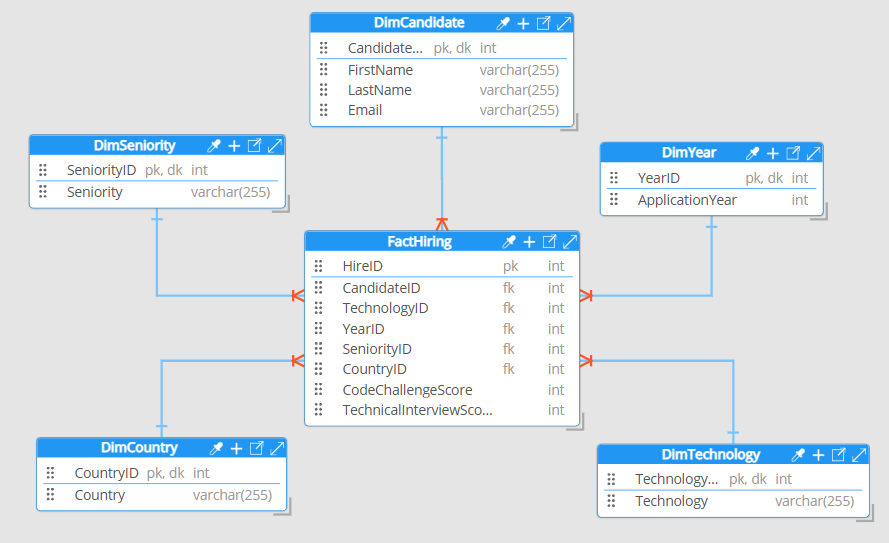 DimCandidate
Candidate... pk, dk int
FirstName varchar(255)
LastName varchar(255)
Email varchar(255)
DimSeniority
SeniorityID pk, dk int
Seniority varchar(255)
DimYear
YearID pk, dk int
ApplicationYear int
FactHiring
HireID pk int
CandidateID fk int
TechnologyID fk int
YearID fk int
SeniorityID fk int
CountryID fk int
CodeChallengeScore int
TechnicalInterviewSco... int
DimCountry
CountryID pk, dk int
Country varchar(255)
DimTechnology
Technology... pk, dk int
Technology varchar(255)